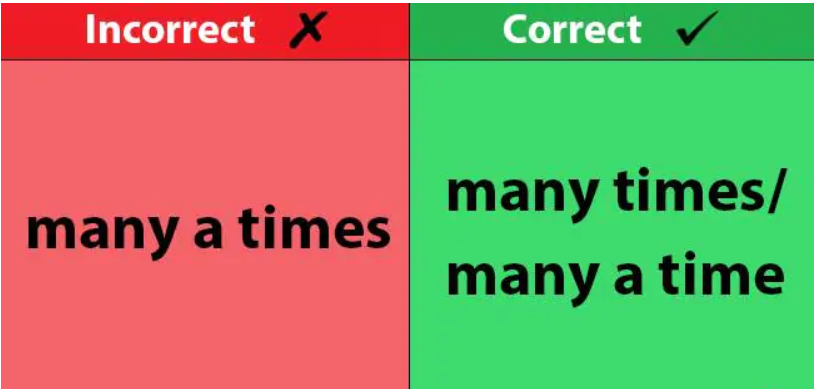 Incorrect ✗
Correct ✓
many a times
many times/
many a time